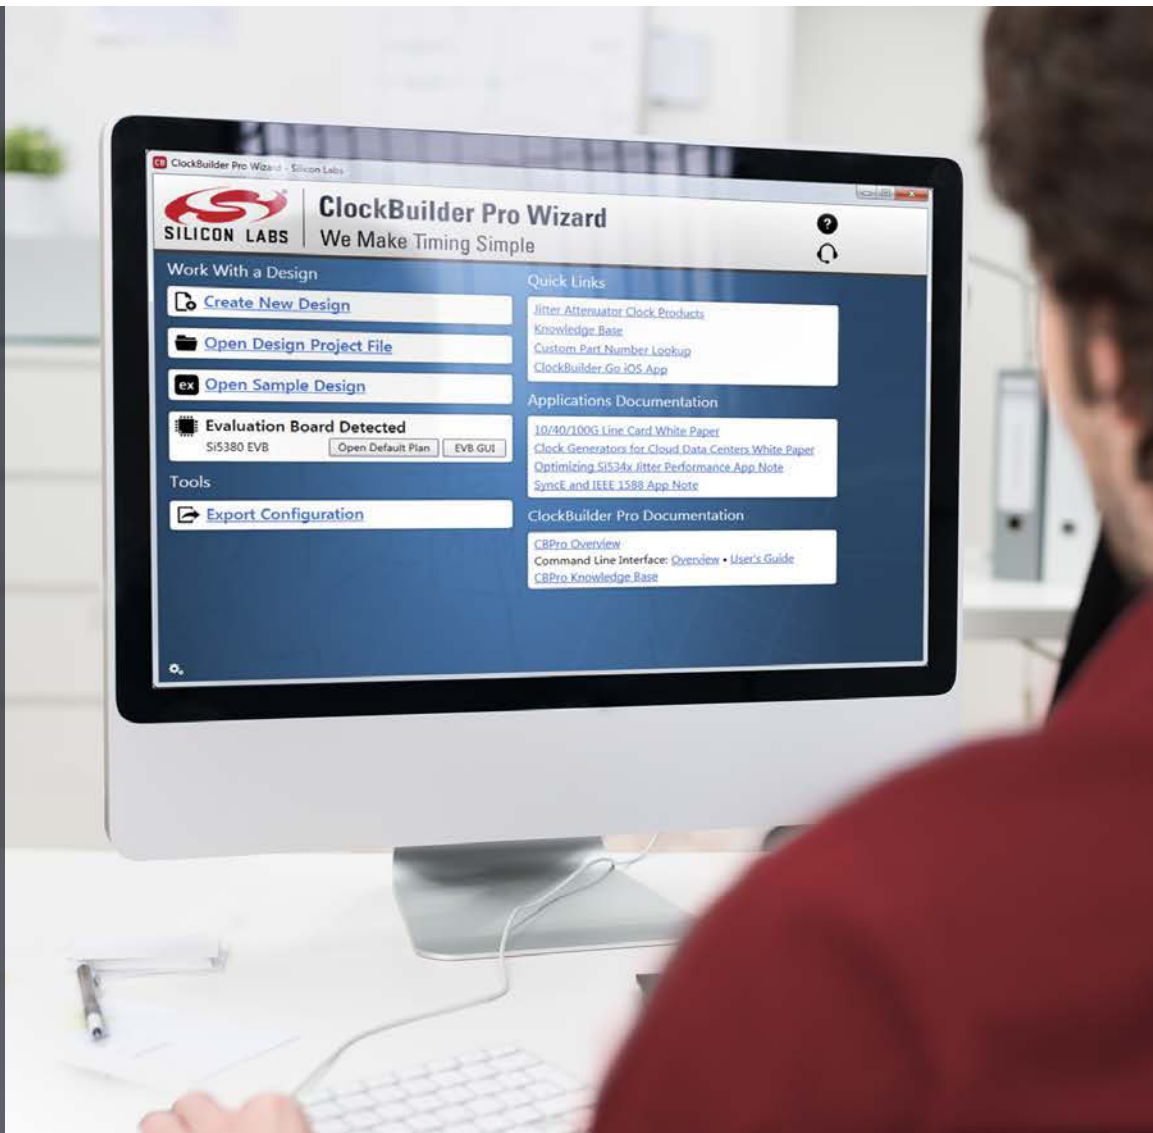 CB ClockBuilder Pro Wizard - Silicon Labs
SILICON LABS
ClockBuilder Pro Wizard
We Make Timing Simple
?
Work With a Design
Create New Design
Open Design Project File
ex Open Sample Design
Evaluation Board Detected
Si5380 EVB Open Default Plan EVB GUI
Tools
Export Configuration
Quick Links
Jitter Attenuator Clock Products
Knowledge Base
Custom Part Number Lookup
ClockBuilder Go iOS App
Applications Documentation
10/40/100G Line Card White Paper
Clock Generators for Cloud Data Centers White Paper
Optimizing Si534x Jitter Performance App Note
SyncE and IEEE 1588 App Note
ClockBuilder Pro Documentation
CBPro Overview
Command Line Interface: Overview • User's Guide
CBPro Knowledge Base